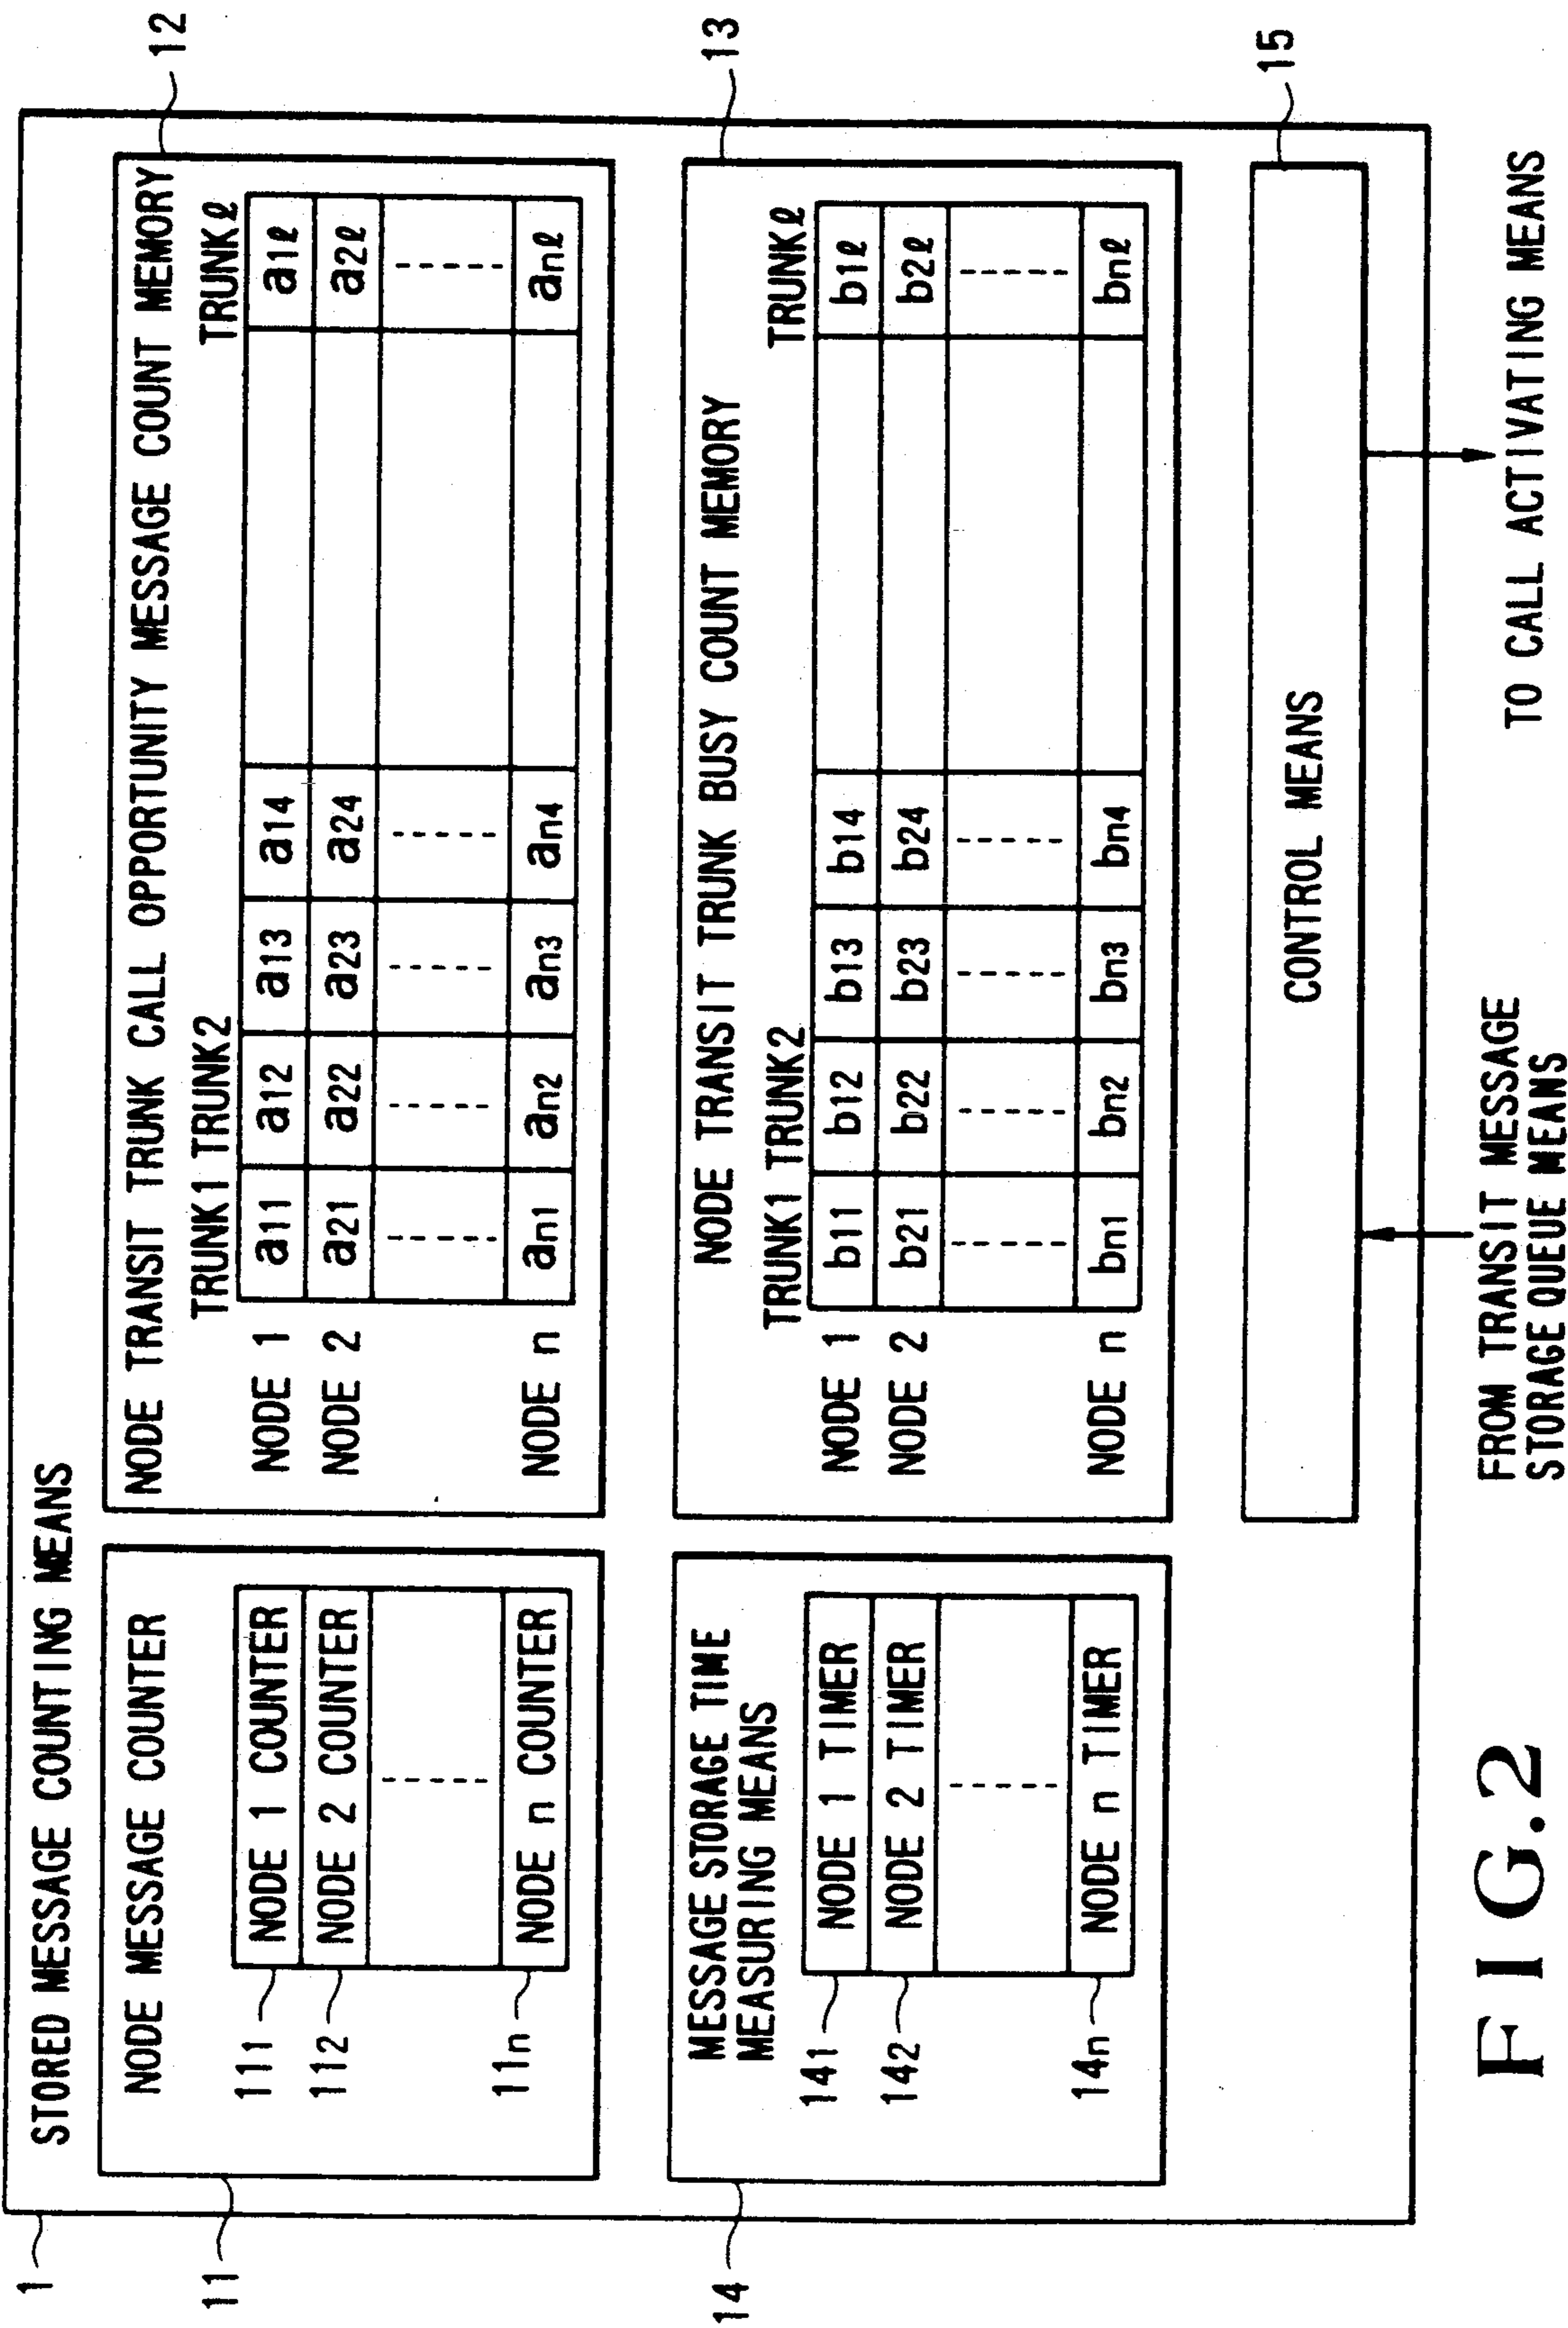 1
STORED MESSAGE COUNTING MEANS
11
NODE MESSAGE COUNTER
111 NODE 1 COUNTER
112 NODE 2 COUNTER
11n NODE n COUNTER
12
NODE TRANSIT TRUNK CALL OPPORTUNITY MESSAGE COUNT MEMORY
TRUNK1 TRUNK2 TRUNKℓ
NODE 1 a11 a12 a13 a14 a1ℓ
NODE 2 a21 a22 a23 a24 a2ℓ
NODE n an1 an2 an3 an4 anℓ
14
MESSAGE STORAGE TIME
MEASURING MEANS
141 NODE 1 TIMER
142 NODE 2 TIMER
14n NODE n TIMER
13
NODE TRANSIT TRUNK BUSY COUNT MEMORY
TRUNK1 TRUNK2 TRUNKℓ
NODE 1 b11 b12 b13 b14 b1ℓ
NODE 2 b21 b22 b23 b24 b2ℓ
NODE n bn1 bn2 bn3 bn4 bnℓ
15
CONTROL MEANS
FROM TRANSIT MESSAGE
STORAGE QUEUE MEANS
TO CALL ACTIVATING MEANS
FIG.2